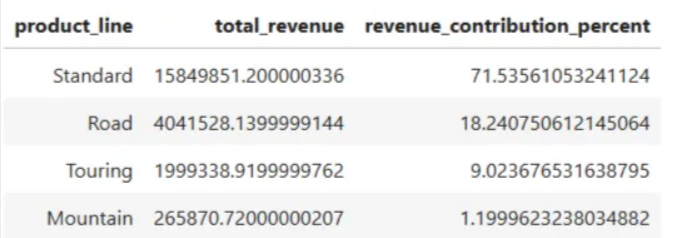 product_line total_revenue revenue_contribution_percent
Standard 15849851.200000336 71.53561053241124
Road 4041528.1399999144 18.240750612145064
Touring 1999338.9199999762 9.023676531638795
Mountain 265870.72000000207 1.1999623238034882